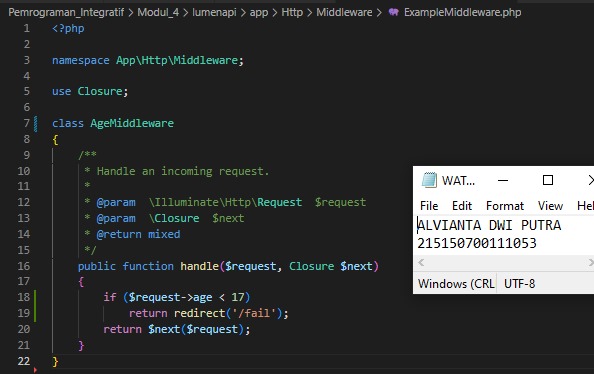 Pemrograman_Integratif > Modul_4 > lumenapi > app > Http > Middleware > ExampleMiddleware.php
1 <?php
2
3 namespace App\Http\Middleware;
4
5 use Closure;
6
7 class AgeMiddleware
8 {
9 /**
10 * Handle an incoming request.
11 *
12 * @param \Illuminate\Http\Request $request
13 * @param \Closure $next
14 * @return mixed
15 */
16 public function handle($request, Closure $next)
17 {
18 if ($request->age < 17)
19 return redirect('/fail');
20 return $next($request);
21 }
22 }
WAT...
File Edit Format View Help
ALVIANTA DWI PUTRA
215150700111053
Windows (CRL UTF-8